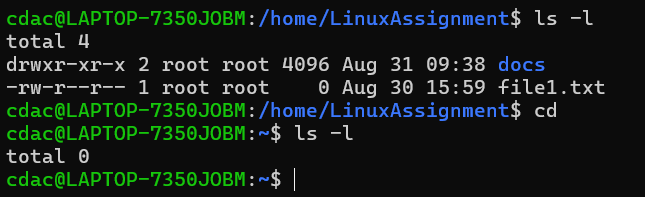 cdac@LAPTOP-7350JOBM:/home/LinuxAssignment$ ls -l
total 4
drwxr-xr-x 2 root root 4096 Aug 31 09:38 docs
-rw-r--r-- 1 root root    0 Aug 30 15:59 file1.txt
cdac@LAPTOP-7350JOBM:/home/LinuxAssignment$ cd
cdac@LAPTOP-7350JOBM:~$ ls -l
total 0
cdac@LAPTOP-7350JOBM:~$